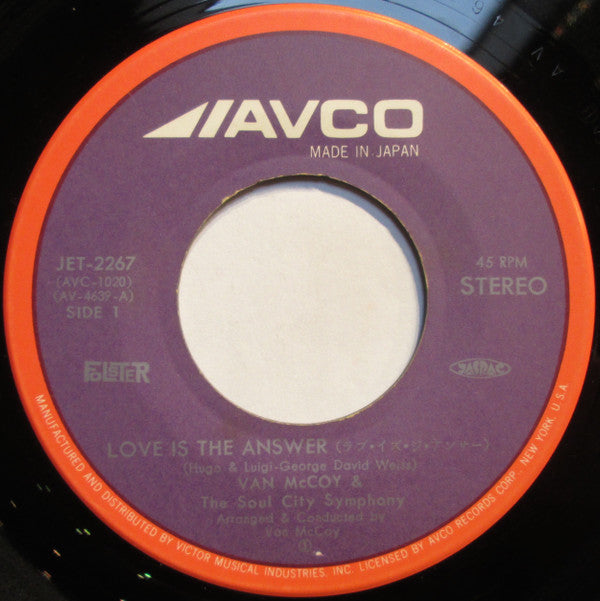 AVCO
MADE IN JAPAN
JET-2267
(AVC-1020)
(AV-4639-A)
SIDE 1
45 RPM
STEREO
FOLSTER
JASRAC
LOVE IS THE ANSWER (ラブ・イズ・ジ・アンサー)
(Hugo & Luigi-George David Weiss)
VAN McCOY &
The Soul City Symphony
Arranged & Conducted by
Van McCoy
MANUFACTURED AND DISTRIBUTED BY VICTOR MUSICAL INDUSTRIES, INC. LICENSED BY AVCO RECORDS CORP. NEW YORK, U.S.A.